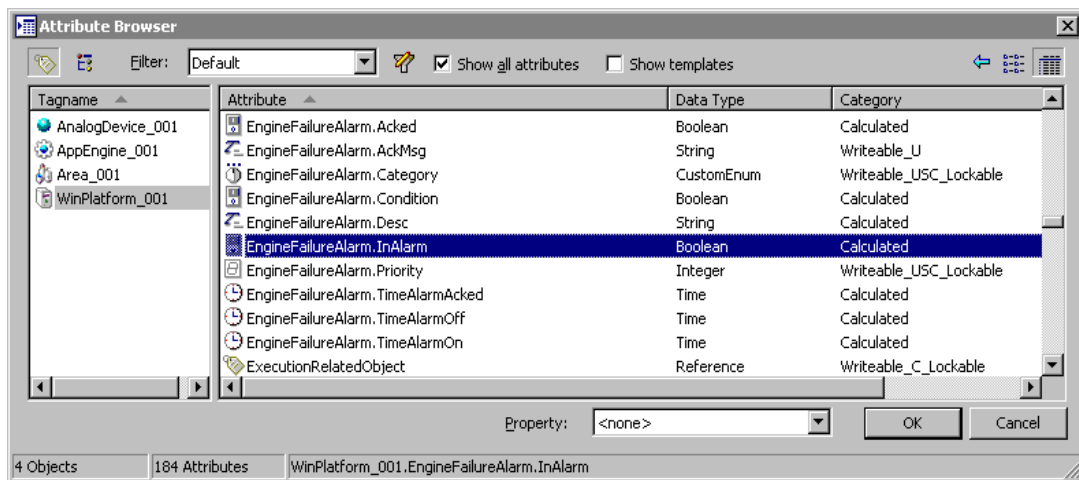 Attribute Browser
Filter: Default Show all attributes Show templates
Tagname Attribute Data Type Category
AnalogDevice_001 EngineFailureAlarm.Acked Boolean Calculated
AppEngine_001 EngineFailureAlarm.AckMsg String Writeable_U
Area_001 EngineFailureAlarm.Category CustomEnum Writeable_USC_Lockable
WinPlatform_001 EngineFailureAlarm.Condition Boolean Calculated
EngineFailureAlarm.Desc String Calculated
EngineFailureAlarm.InAlarm Boolean Calculated
EngineFailureAlarm.Priority Integer Writeable_USC_Lockable
EngineFailureAlarm.TimeAlarmAcked Time Calculated
EngineFailureAlarm.TimeAlarmOff Time Calculated
EngineFailureAlarm.TimeAlarmOn Time Calculated
ExecutionRelatedObject Reference Writeable_C_Lockable
Property: <none> OK Cancel
4 Objects 184 Attributes WinPlatform_001.EngineFailureAlarm.InAlarm